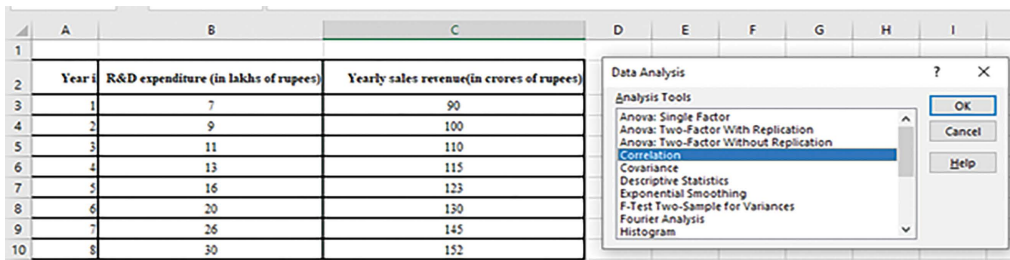 A B C D E F G H I
1
2 Year i R&D expenditure (in lakhs of rupees) Yearly sales revenue(in crores of rupees)
3 1 7 90
4 2 9 100
5 3 11 110
6 4 13 115
7 5 16 123
8 6 20 130
9 7 26 145
10 8 30 152
Data Analysis ? ×
Analysis Tools
Anova: Single Factor
Anova: Two-Factor With Replication
Anova: Two-Factor Without Replication
Correlation
Covariance
Descriptive Statistics
Exponential Smoothing
F-Test Two-Sample for Variances
Fourier Analysis
Histogram
OK
Cancel
Help